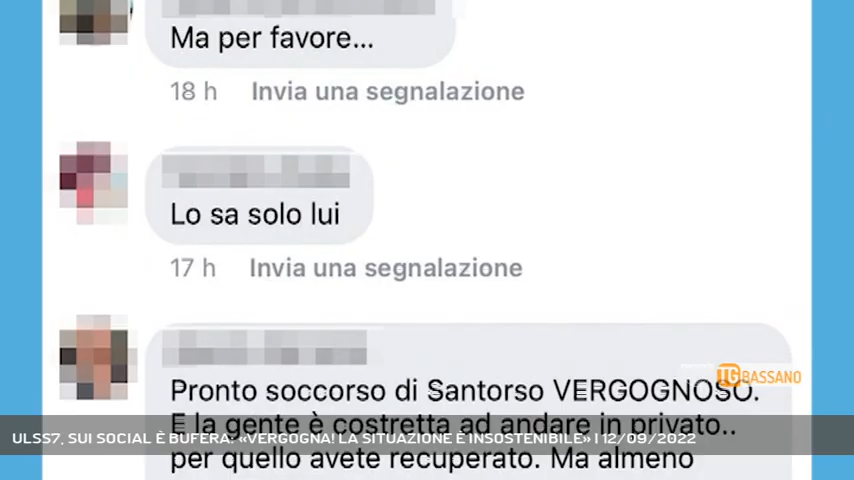 Ma per favore...
18 h Invia una segnalazione
Lo sa solo lui
17 h Invia una segnalazione
Pronto soccorso di Santorso VERGOGNOSO.
TG BASSANO
E la gente è costretta ad andare in privato..
ULSS7, SUI SOCIAL È BUFERA: «VERGOGNA! LA SITUAZIONE È INSOSTENIBILE» | 12/09/2022
per quello avete recuperato. Ma almeno